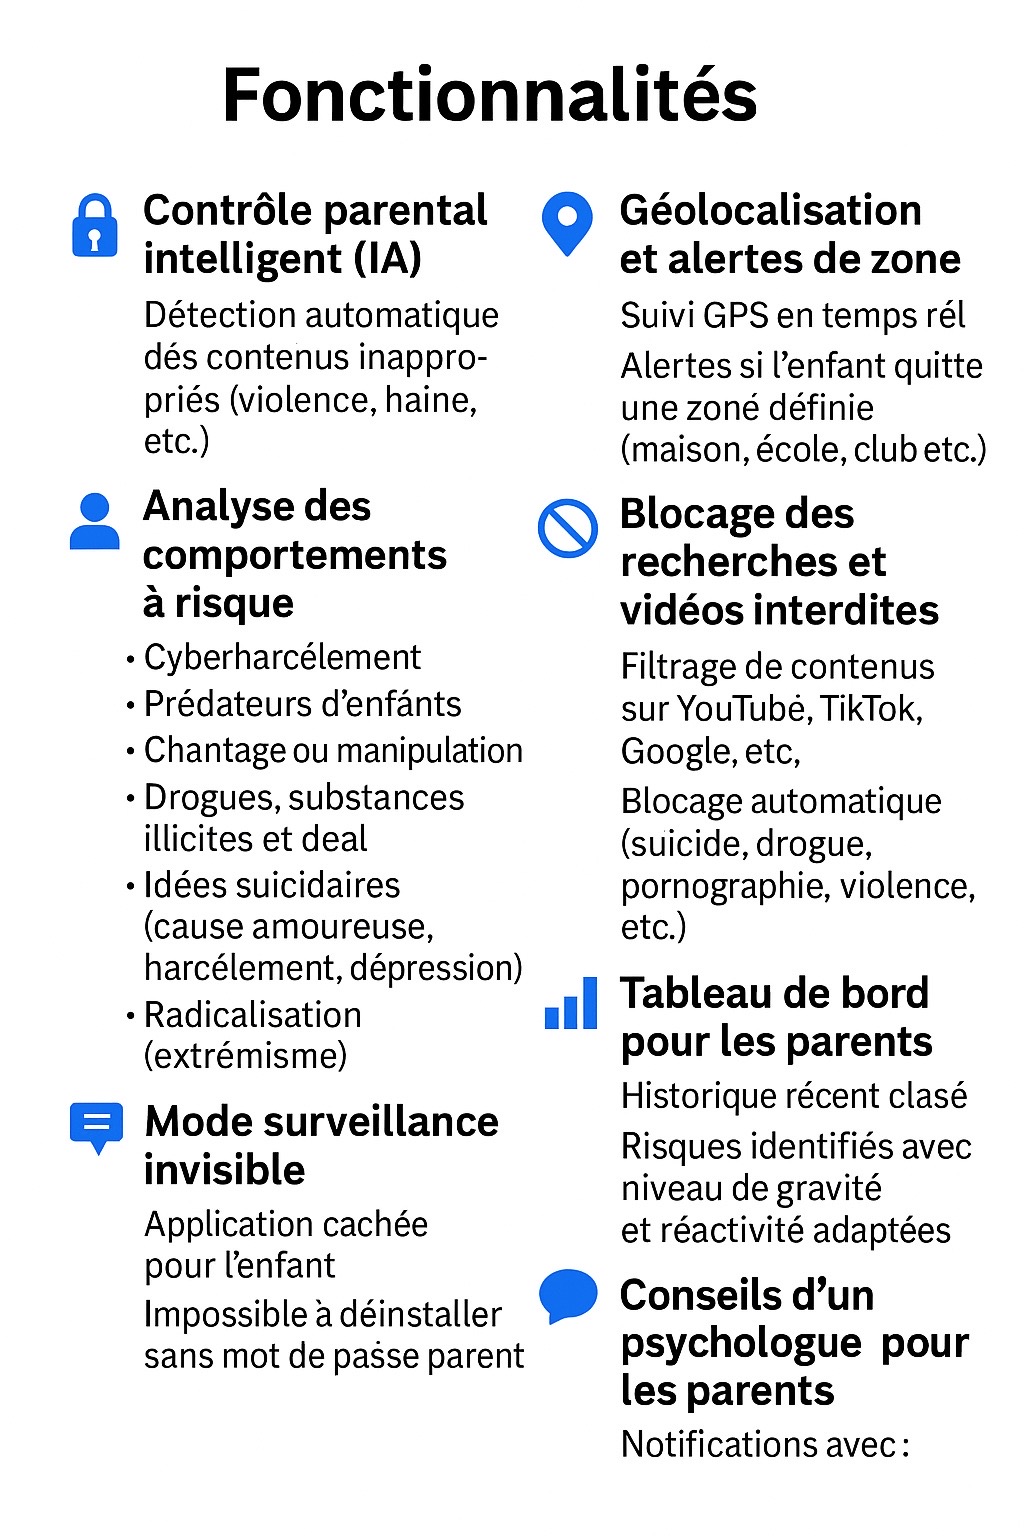 Fonctionnalités
Contrôle parental
intelligent (IA)
Détection automatique
dés contenus inappro-
priés (violence, haine,
etc.)
Analyse des
comportements
à risque
• Cyberharcélement
• Prédateurs d'enfánts
• Chantage ou manipulation
• Drogues, substances
illicites et deal
• Idées suicidaires
(cause amoureuse,
harcélement, dépression)
• Radicalisation
(extrémisme)
Mode surveillance
invisible
Application cachée
pour l'enfant
Impossible à déinstaller
sans mot de paṡse parent
Géolocalisation
et alertes de zone
Suivi GPS en temps rél
Alertes si l'enfant quitte
une zoné définie
(maison, école, club etc.)
Blocage des
recherches et
vidéos interdites
Filtrage de contenus
sur YouTubė, TikTok,
Google, etc,
Blocage automatique
(suicide, drogue,
pornographie, violence,
etc.)
Tableau de bord
pour les parents
Historique récent clasé
Risques identifiés avec
niveau de gravité
et réactivité adaptées
Conseils d'un
psychologue pour
les parents
Notifications avec :